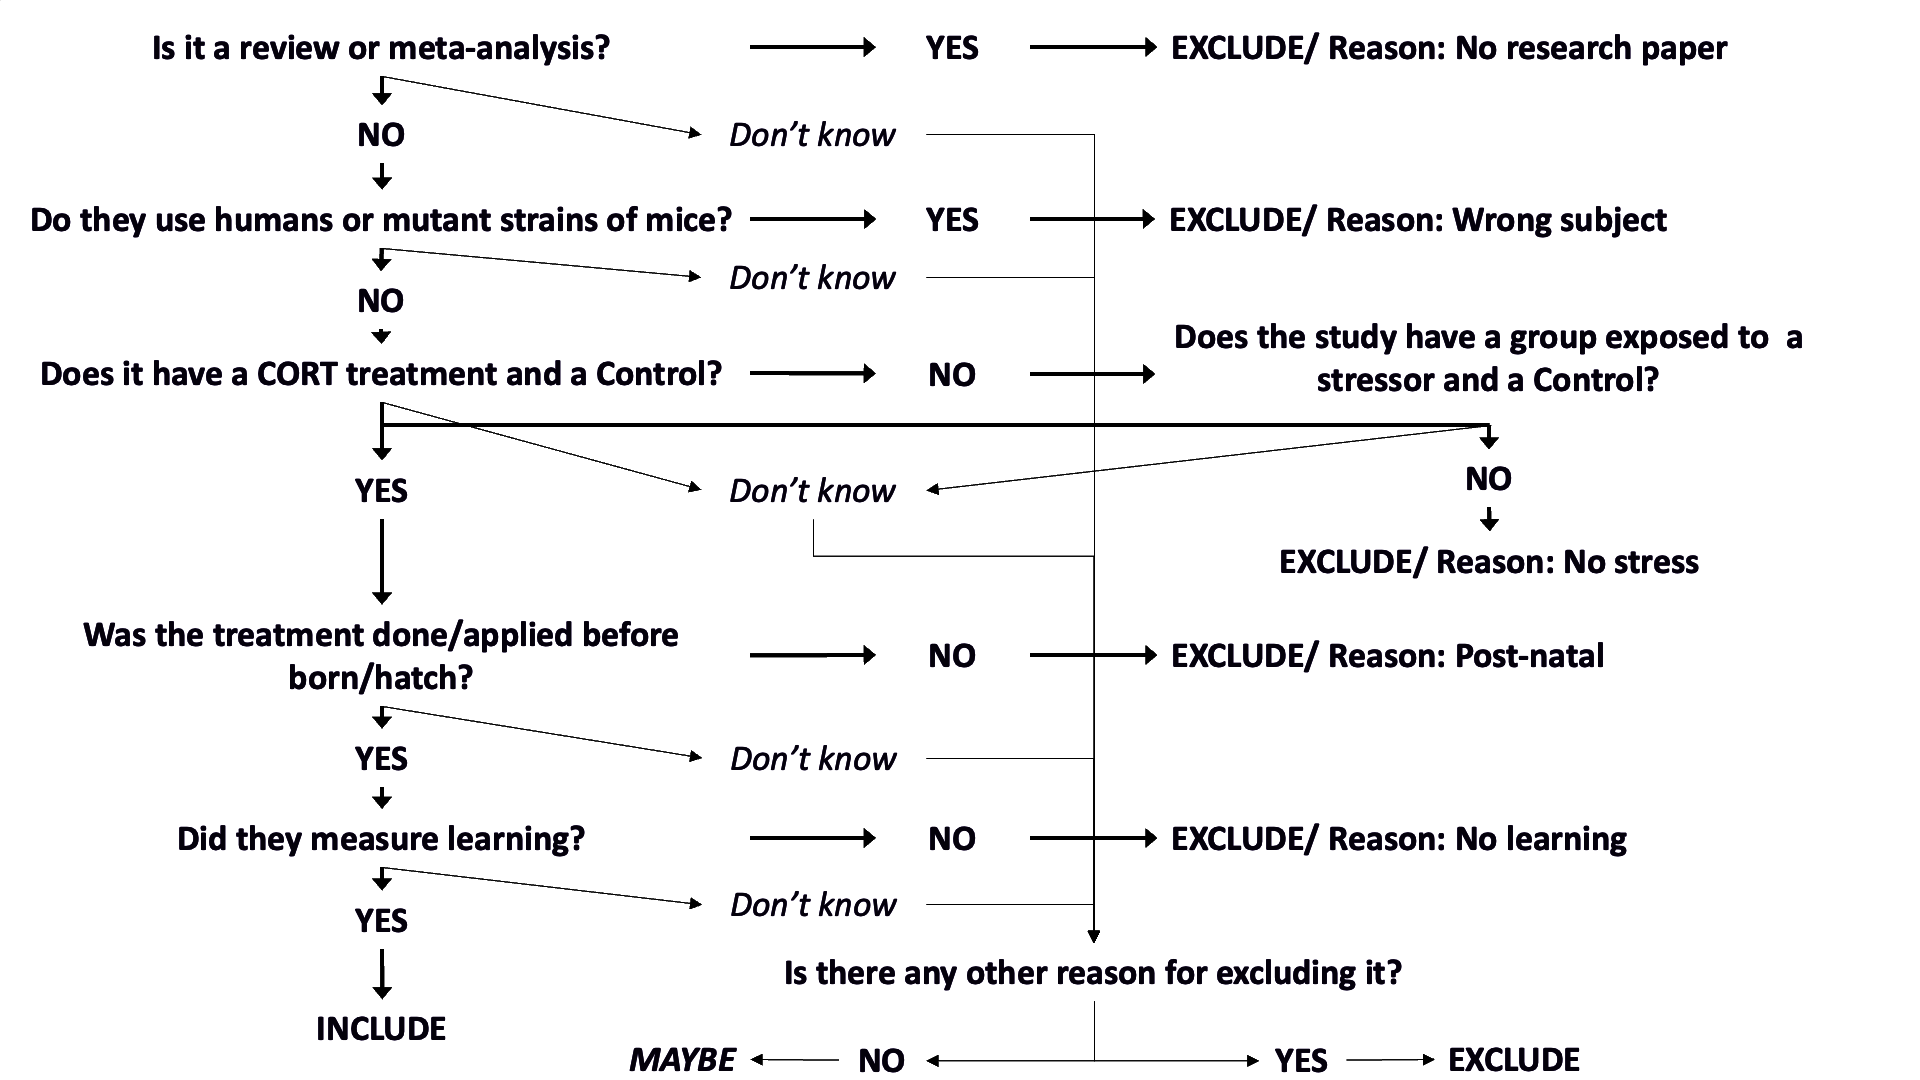 Is it a review or meta-analysis? YES EXCLUDE/ Reason: No research paper
NO Don't know
Do they use humans or mutant strains of mice? YES EXCLUDE/ Reason: Wrong subject
Don't know
NO
Does the study have a group exposed to a
Does it have a CORT treatment and a Control? NO stressor and a Control?
YES Don't know NO
EXCLUDE/ Reason: No stress
Was the treatment done/applied before
born/hatch?
NO EXCLUDE/ Reason: Post-natal
YES Don't know
Did they measure learning? NO EXCLUDE/ Reason: No learning
Don't know
YES
Is there any other reason for excluding it?
INCLUDE
MAYBE NO YES EXCLUDE